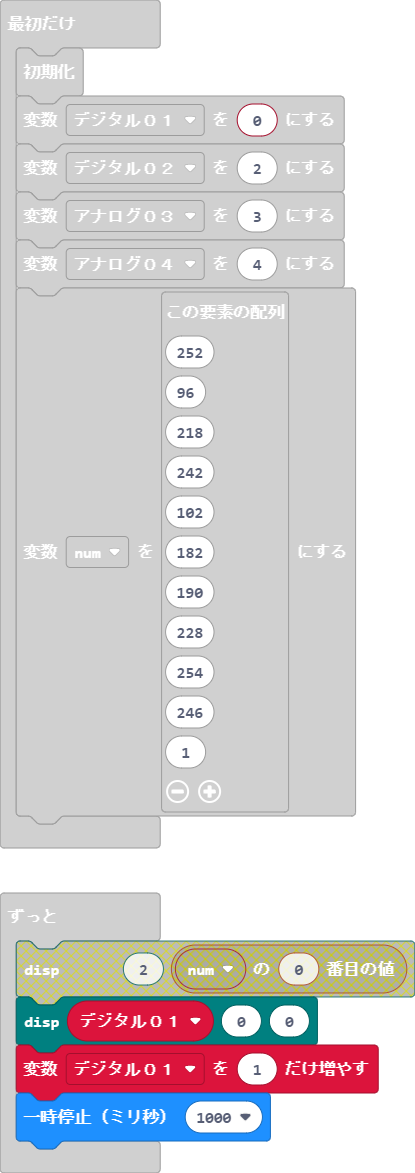 最初だけ
初期化
変数 デジタル０１ を 0 にする
変数 デジタル０２ を 2 にする
変数 アナログ０３ を 3 にする
変数 アナログ０４ を 4 にする
この要素の配列
252
96
218
242
102
変数 num を 182 にする
190
228
254
246
1
ずっと
disp 2 num の 0 番目の値
disp デジタル０１ 0 0
変数 デジタル０１ を 1 だけ増やす
一時停止（ミリ秒） 1000